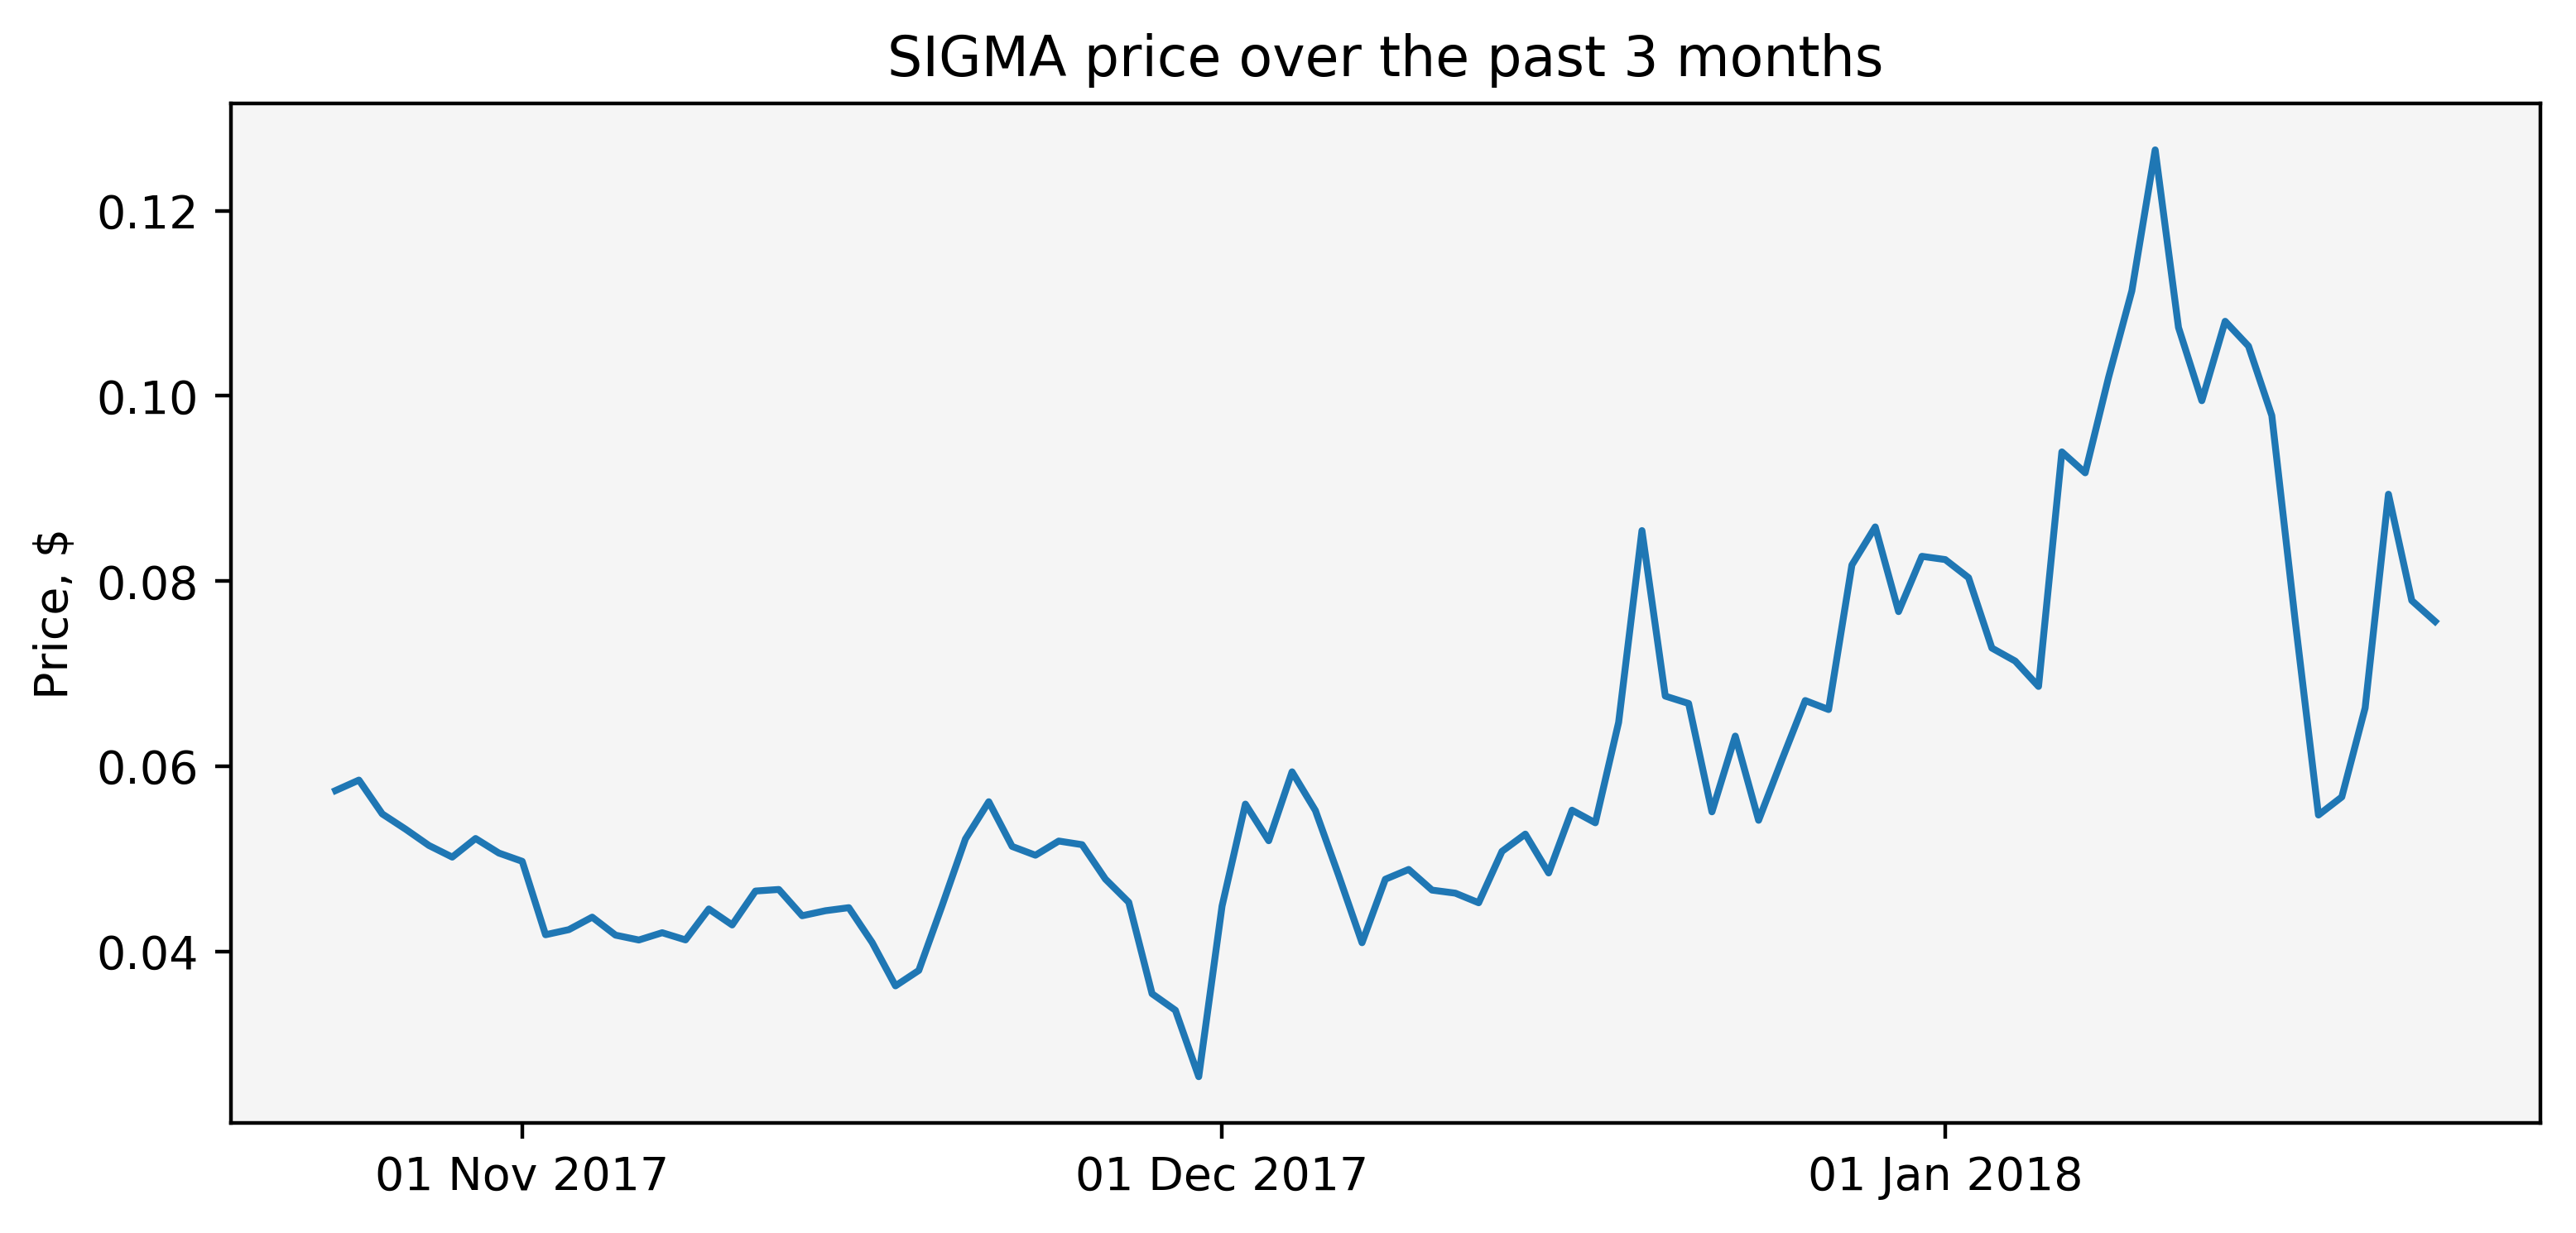 SIGMA price over the past 3 months
Price, $
0.12
0.10
0.08
0.06
0.04
01 Nov 2017
01 Dec 2017
01 Jan 2018